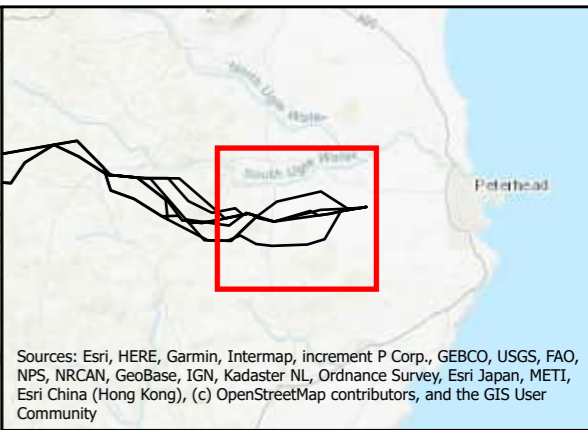 North Ugie Water
South Ugie Water
Peterhead
Sources: Esri, HERE, Garmin, Intermap, increment P Corp., GEBCO, USGS, FAO,
NPS, NRCAN, GeoBase, IGN, Kadaster NL, Ordnance Survey, Esri Japan, METI,
Esri China (Hong Kong), (c) OpenStreetMap contributors, and the GIS User
Community